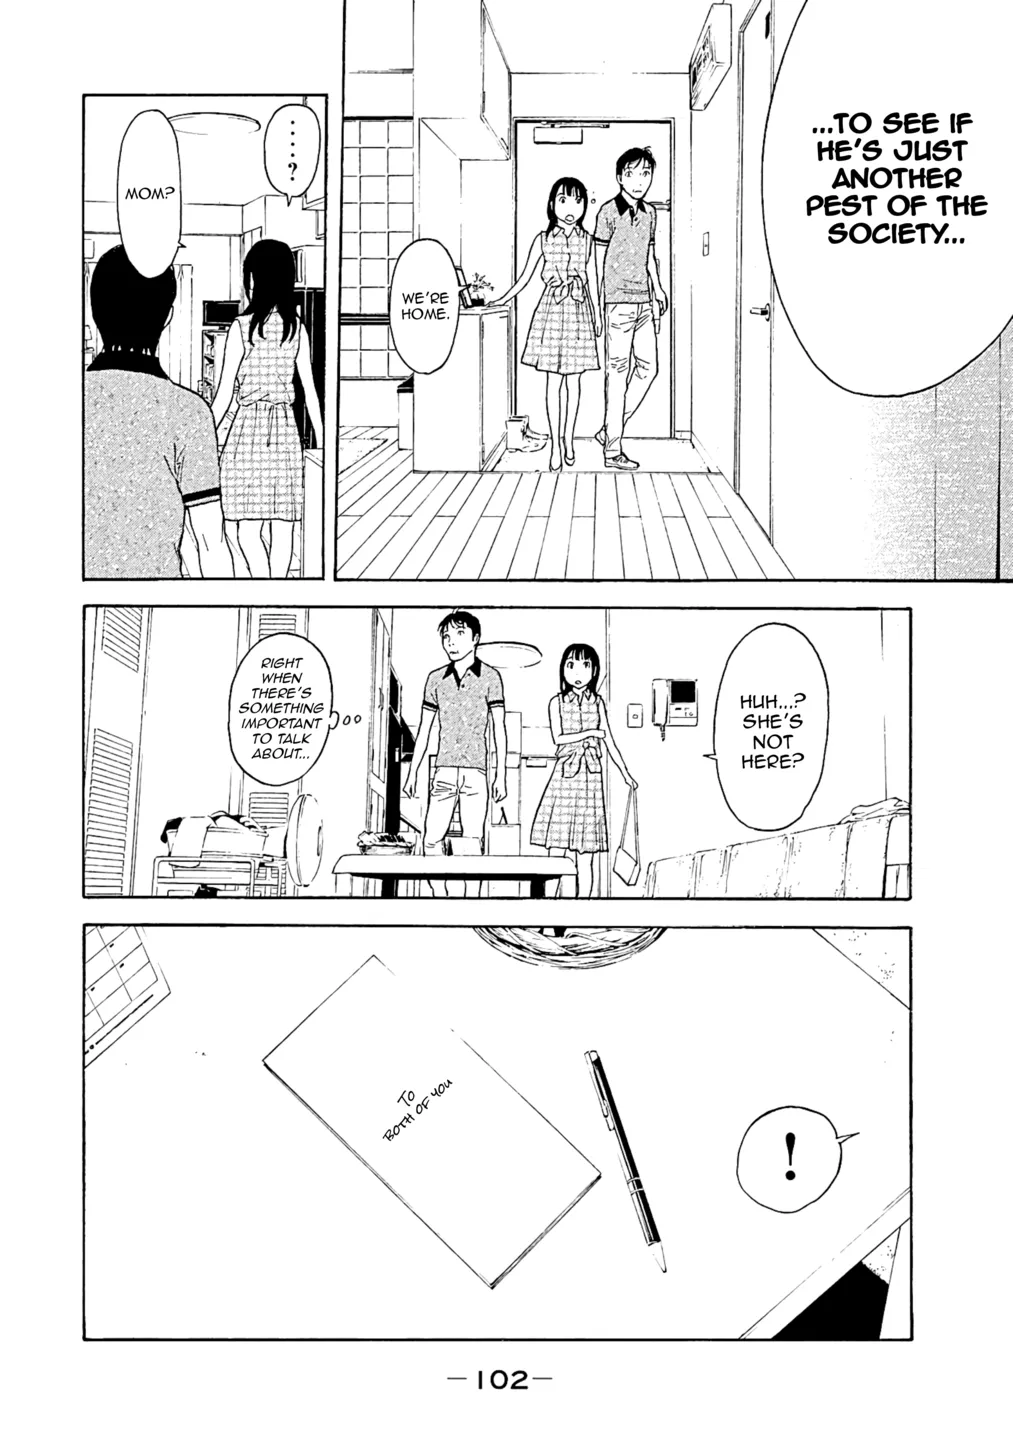 ...TO SEE IF
HE'S JUST
ANOTHER
PEST OF THE
SOCIETY...
WE'RE
HOME.
.....?
MOM?
HUH...?
SHE'S
NOT
HERE?
RIGHT
WHEN
THERE'S
SOMETHING
IMPORTANT
TO TALK
ABOUT...
TO
BOTH OF YOU
!
-102-